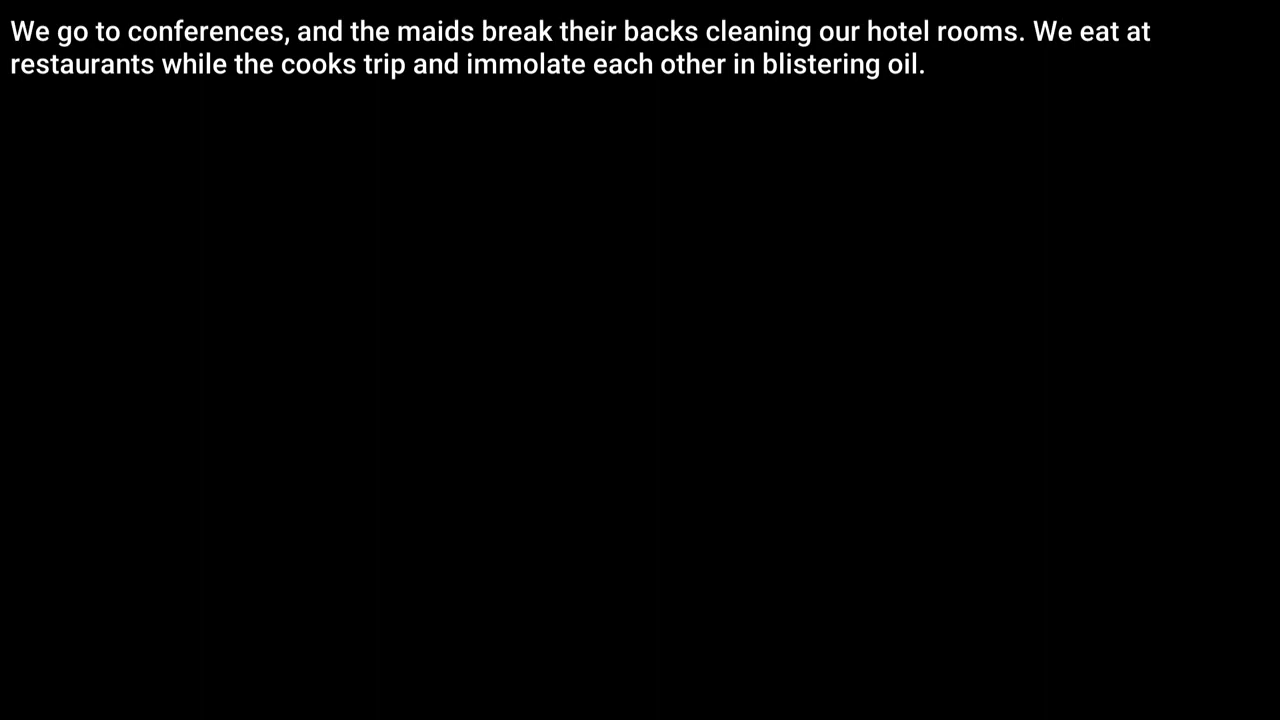 We go to conferences, and the maids break their backs cleaning our hotel rooms. We eat at
restaurants while the cooks trip and immolate each other in blistering oil.